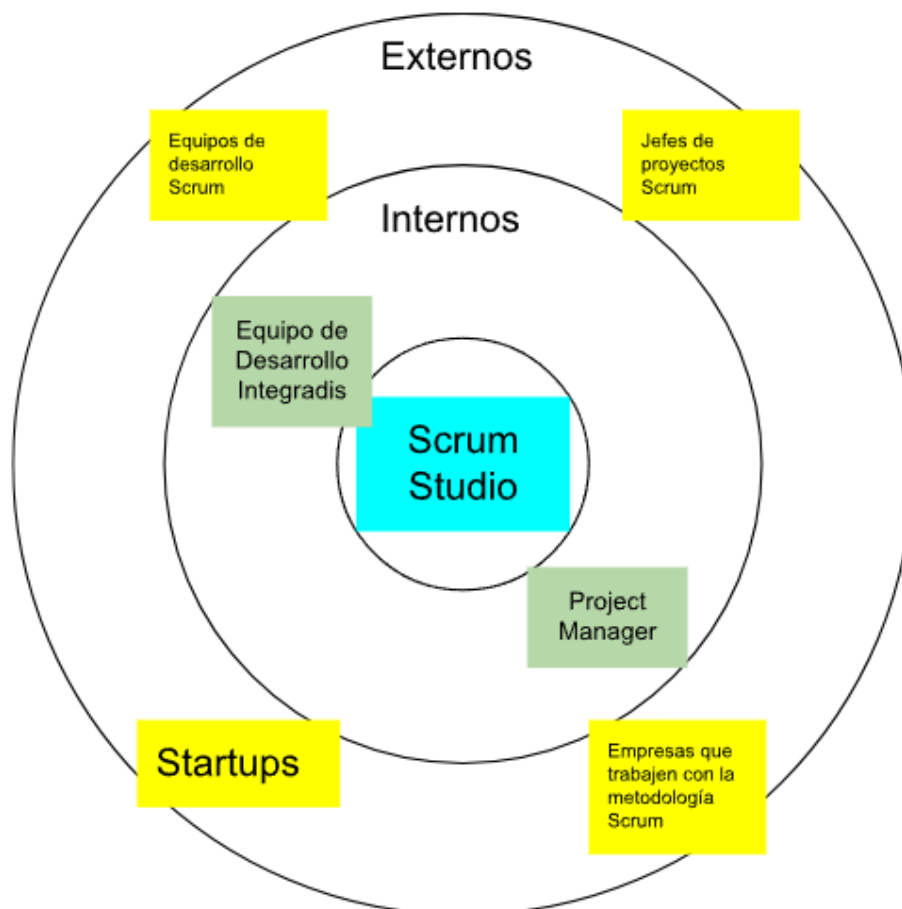 Externos
Equipos de
desarrollo
Scrum
Jefes de
proyectos
Scrum
Internos
Equipo de
Desarrollo
Integradis
Scrum
Studio
Project
Manager
Startups
Empresas que
trabajen con la
metodología
Scrum